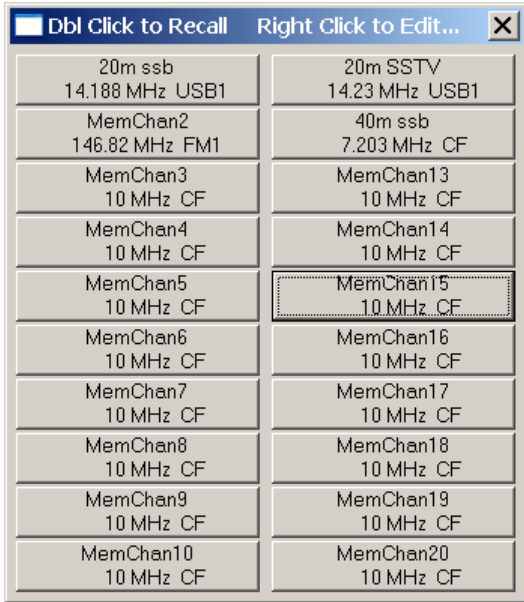 Dbl Click to Recall Right Click to Edit...
20m ssb
14.188 MHz USB1
20m SSTV
14.23 MHz USB1
MemChan2
146.82 MHz FM1
40m ssb
7.203 MHz CF
MemChan3
10 MHz CF
MemChan13
10 MHz CF
MemChan4
10 MHz CF
MemChan14
10 MHz CF
MemChan5
10 MHz CF
MemChan15
10 MHz CF
MemChan6
10 MHz CF
MemChan16
10 MHz CF
MemChan7
10 MHz CF
MemChan17
10 MHz CF
MemChan8
10 MHz CF
MemChan18
10 MHz CF
MemChan9
10 MHz CF
MemChan19
10 MHz CF
MemChan10
10 MHz CF
MemChan20
10 MHz CF